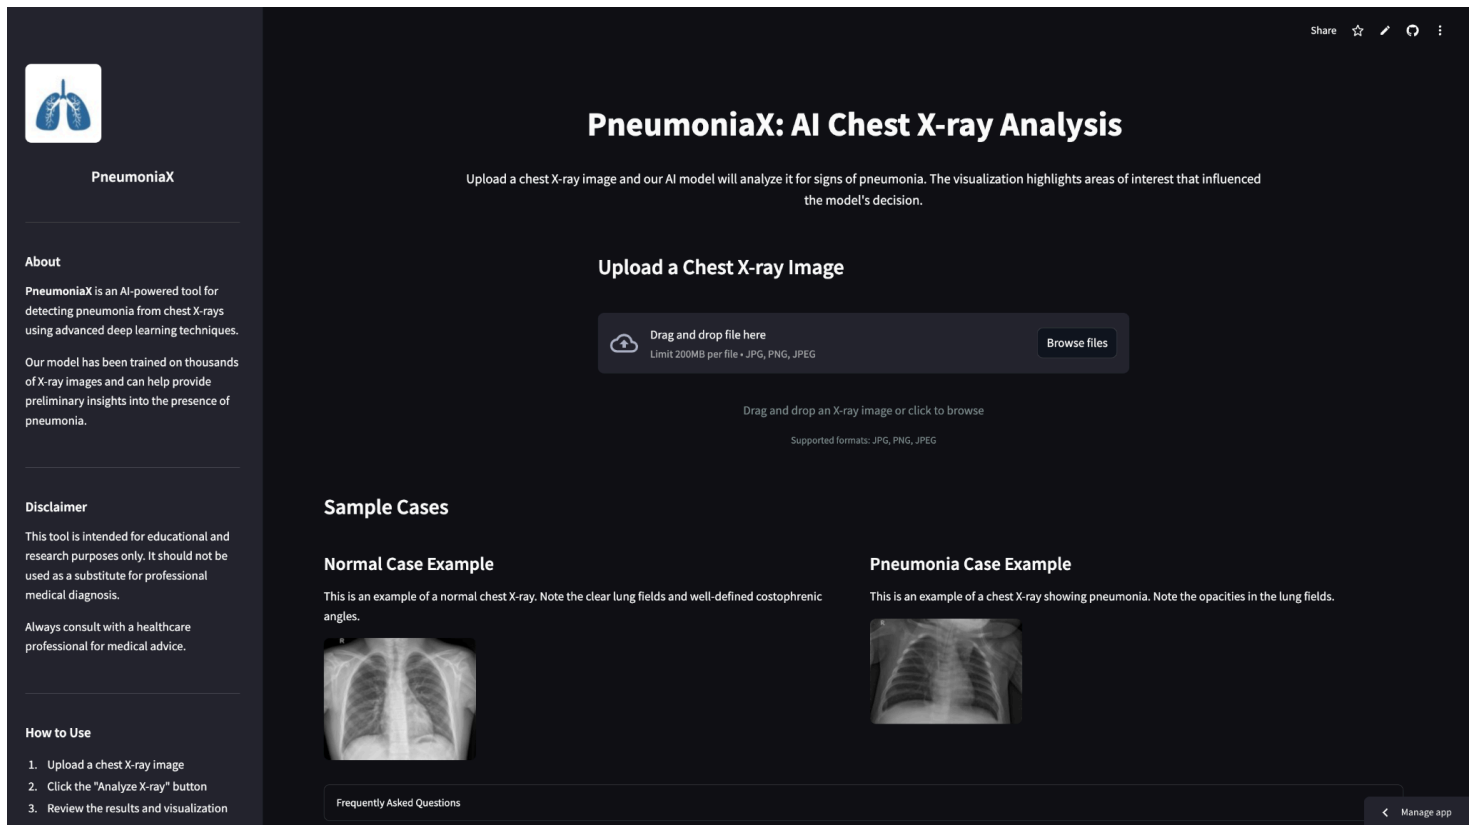 Share
PneumoniaX
About
PneumoniaX is an AI-powered tool for
detecting pneumonia from chest X-rays
using advanced deep learning techniques.
Our model has been trained on thousands
of X-ray images and can help provide
preliminary insights into the presence of
pneumonia.
Disclaimer
This tool is intended for educational and
research purposes only. It should not be
used as a substitute for professional
medical diagnosis.
Always consult with a healthcare
professional for medical advice.
How to Use
1. Upload a chest X-ray image
2. Click the "Analyze X-ray" button
3. Review the results and visualization
PneumoniaX: AI Chest X-ray Analysis
Upload a chest X-ray image and our AI model will analyze it for signs of pneumonia. The visualization highlights areas of interest that influenced
the model's decision.
Upload a Chest X-ray Image
Drag and drop file here
Limit 200MB per file • JPG, PNG, JPEG
Browse files
Drag and drop an X-ray image or click to browse
Supported formats: JPG, PNG, JPEG
Sample Cases
Normal Case Example
This is an example of a normal chest X-ray. Note the clear lung fields and well-defined costophrenic
angles.
R
Pneumonia Case Example
This is an example of a chest X-ray showing pneumonia. Note the opacities in the lung fields.
R
Frequently Asked Questions
Manage app